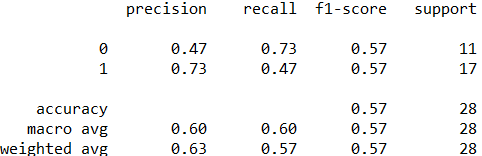 precision recall f1-score support
0 0.47 0.73 0.57 11
1 0.73 0.47 0.57 17
accuracy 0.57 28
macro avg 0.60 0.60 0.57 28
weighted avg 0.63 0.57 0.57 28